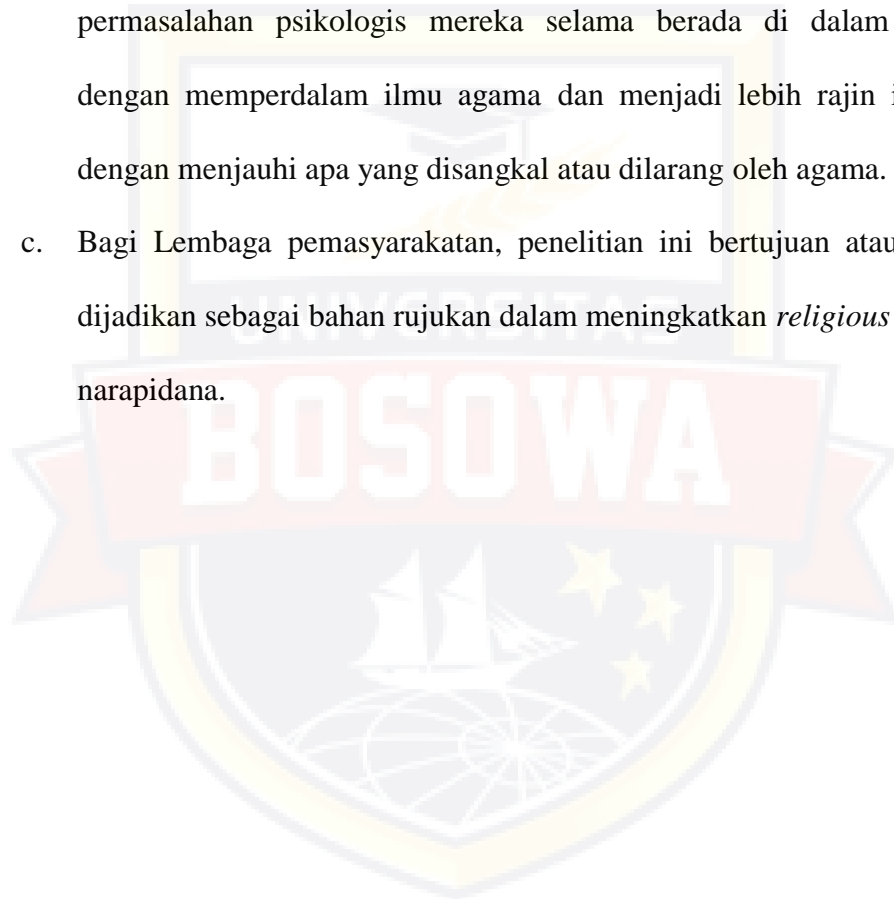 permasalahan psikologis mereka selama berada di dalam
dengan memperdalam ilmu agama dan menjadi lebih rajin
dengan menjauhi apa yang disangkal atau dilarang oleh agama.
c. Bagi Lembaga pemasyarakatan, penelitian ini bertujuan atau
UNIVERSITAS
dijadikan sebagai bahan rujukan dalam meningkatkan religious
narapidana.
BOSOWA